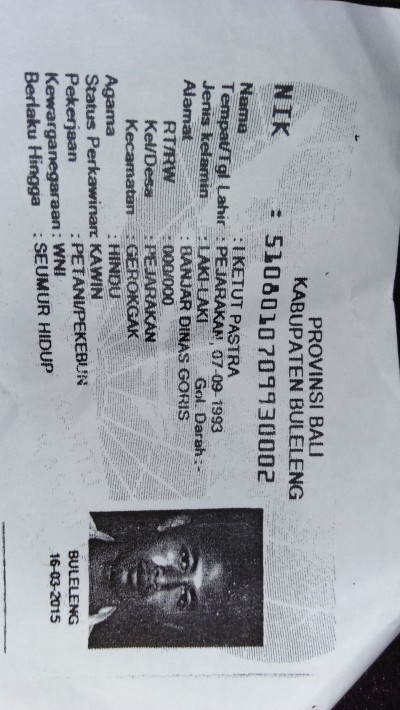 PROVINSI BALI
KABUPATEN BULELENG
NIK : 5108010709930002
Nama : I KETUT PASTRA
Tempat/Tgl Lahir : PEJARAKAN, 07-09-1993
Jenis kelamin : LAKI-LAKI Gol. Darah : -
Alamat : BANJAR DINAS GORIS
RT/RW : 000/000
Kel/Desa : PEJARAKAN
Kecamatan : GEROKGAK
Agama : HINDU
Status Perkawinan: KAWIN
Pekerjaan : PETANI/PEKEBUN
Kewarganegaraan : WNI
Berlaku Hingga : SEUMUR HIDUP
BULELENG
16-03-2015